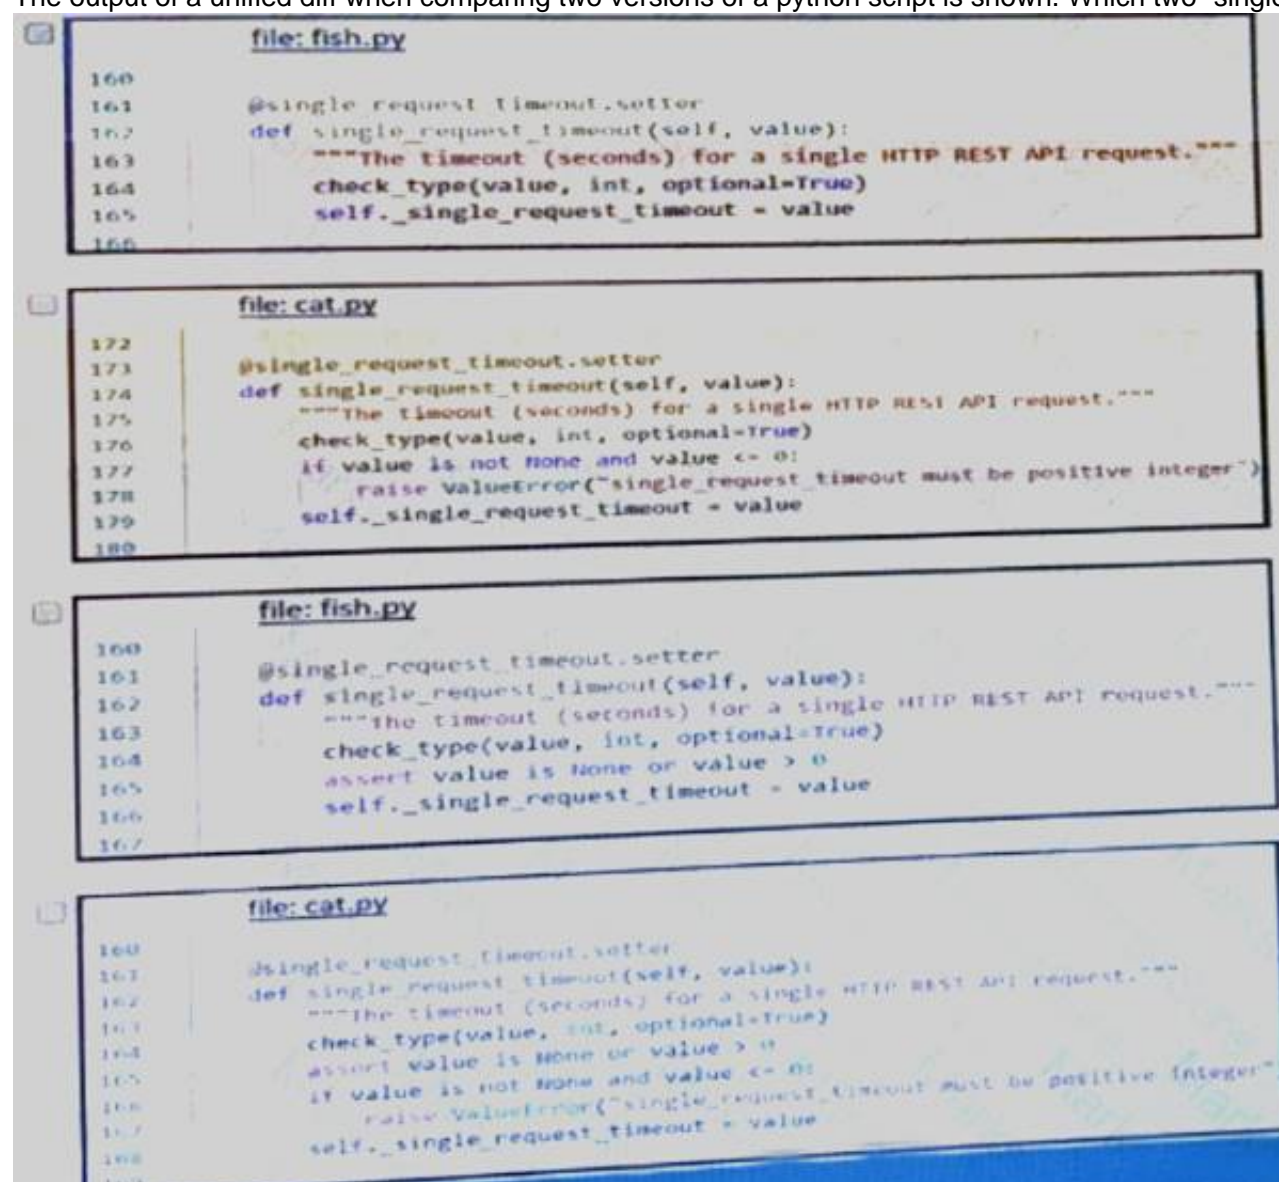 The output of a unified diff when comparing two versions of a python script is shown. Which two "single
file: fish.py
160
161 @single_request_timeout.setter
162 def single_request_timeout(self, value):
163 """The timeout (seconds) for a single HTTP REST API request."""
164 check_type(value, int, optional=True)
165 self._single_request_timeout = value
166
file: cat.py
172
173 @single_request_timeout.setter
174 def single_request_timeout(self, value):
175 """The timeout (seconds) for a single HTTP REST API request."""
176 check_type(value, int, optional=True)
177 if value is not None and value <= 0:
178 raise ValueError("single_request_timeout must be positive integer")
179 self._single_request_timeout = value
180
file: fish.py
160
161 @single_request_timeout.setter
162 def single_request_timeout(self, value):
163 """The timeout (seconds) for a single HTTP REST API request."""
164 check_type(value, int, optional=True)
165 assert value is None or value > 0
166 self._single_request_timeout = value
167
file: cat.py
160
161 @single_request_timeout.setter
162 def single_request_timeout(self, value):
163 """The timeout (seconds) for a single HTTP REST API request."""
164 check_type(value, int, optional=True)
165 assert value is None or value > 0
166 if value is not None and value <= 0:
167 raise ValueError("single_request_timeout must be positive integer"
168 self._single_request_timeout = value